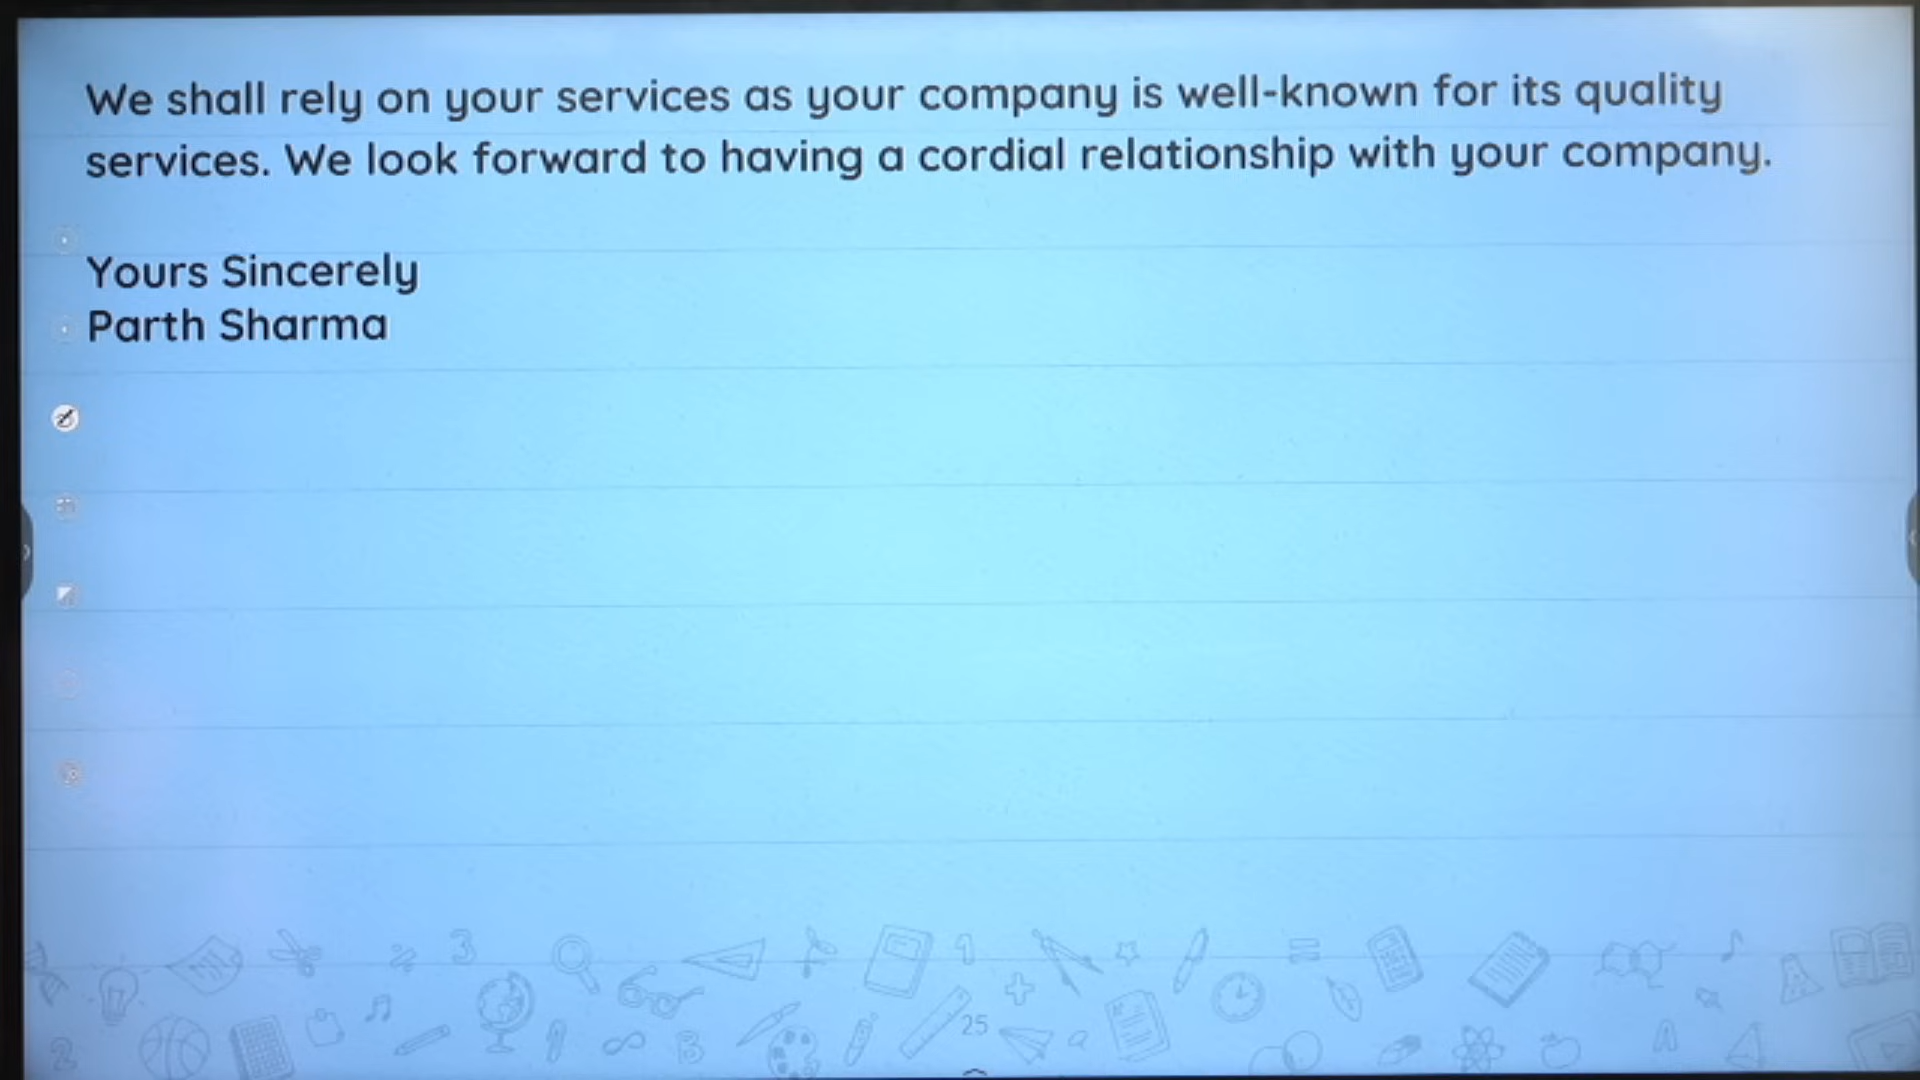 We shall rely on your services as your company is well-known for its quality
services. We look forward to having a cordial relationship with your company.
Yours Sincerely
Parth Sharma
25